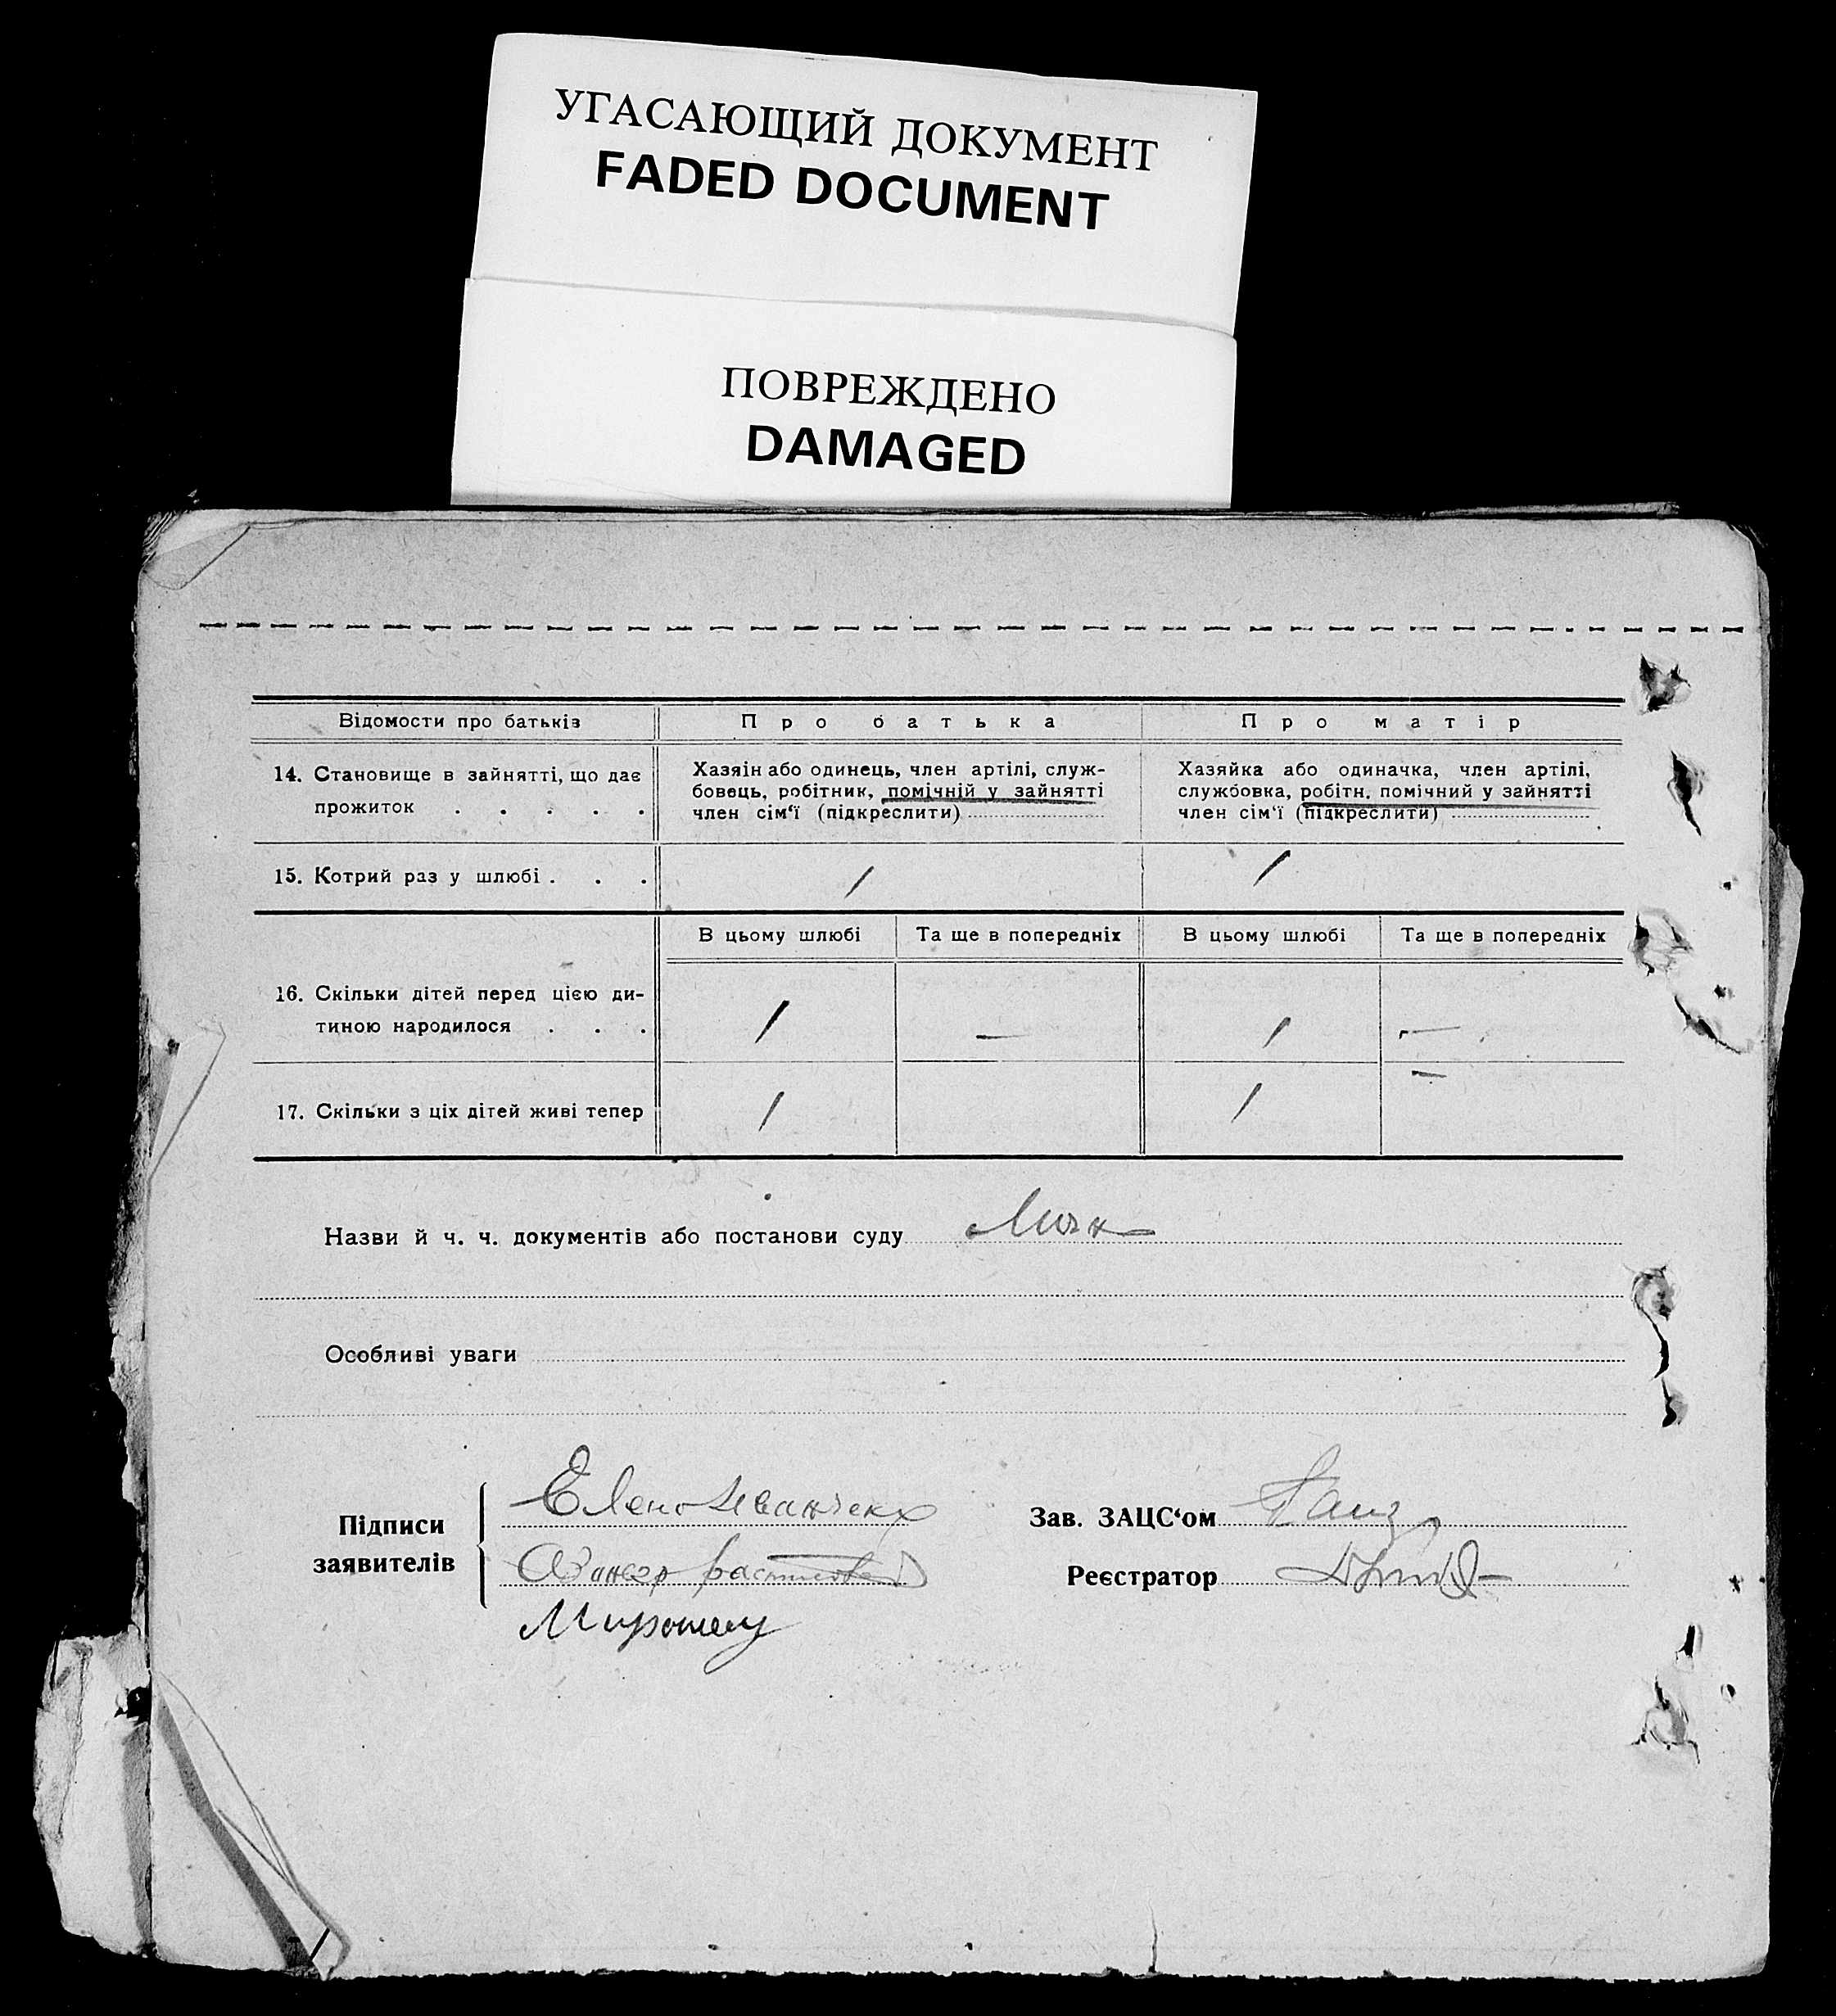 УГАСАЮЩИЙ ДОКУМЕНТ
FADED DOCUMENT
ПОВРЕЖДЕНО
DAMAGED
Відомости про батьків
Про батька
Про матір
14. Становище в зайнятті, що дає
прожиток . . . . .
Хазяін або одинець, член артілі, служ-
бовець, робітник, помічній у зайнятті
член сім‘ї (підкреслити)
Хазяйка або одиначка, член артілі,
службовка, робітн. помічний у зайнятті
член сім‘ї (підкреслити)
15. Котрий раз у шлюбі . . .
1
1
В цьому шлюбі
Та ще в попередніх
В цьому шлюбі
Та ще в попередніх
16. Скільки дітей перед цією ди-
тиною народилося . . .
1
—
1
—
17. Скільки з ціх дітей живі тепер
1
1
—
Назви й ч. ч. документів або постанови суду
Особливі уваги
Підписи
заявителів
Зав. ЗАЦС‘ом
Реєстратор